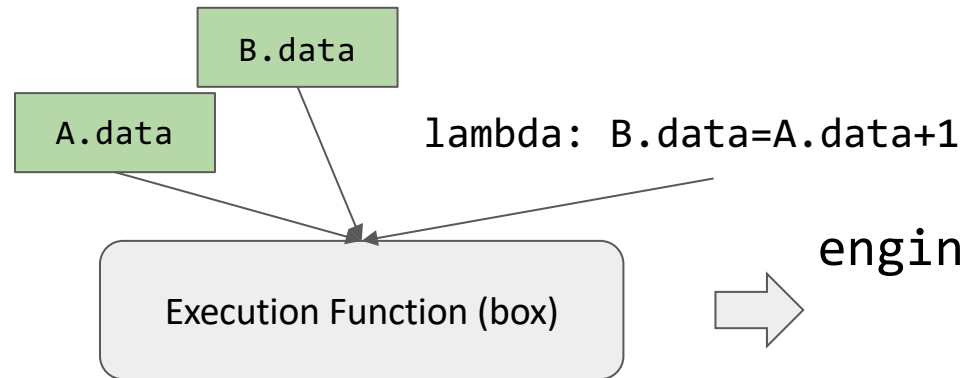 B.data
A.data
lambda: B.data=A.data+1
engin
Execution Function (box)